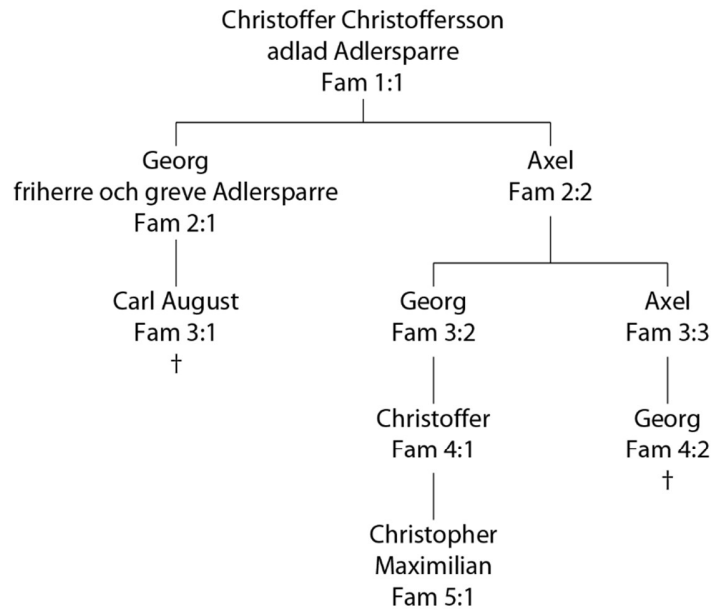 Christoffer Christoffersson
adlad Adlersparre
Fam 1:1
Georg
friherre och greve Adlersparre
Fam 2:1
Axel
Fam 2:2
Carl August
Fam 3:1
†
Georg
Fam 3:2
Axel
Fam 3:3
Christoffer
Fam 4:1
Georg
Fam 4:2
†
Christopher
Maximilian
Fam 5:1